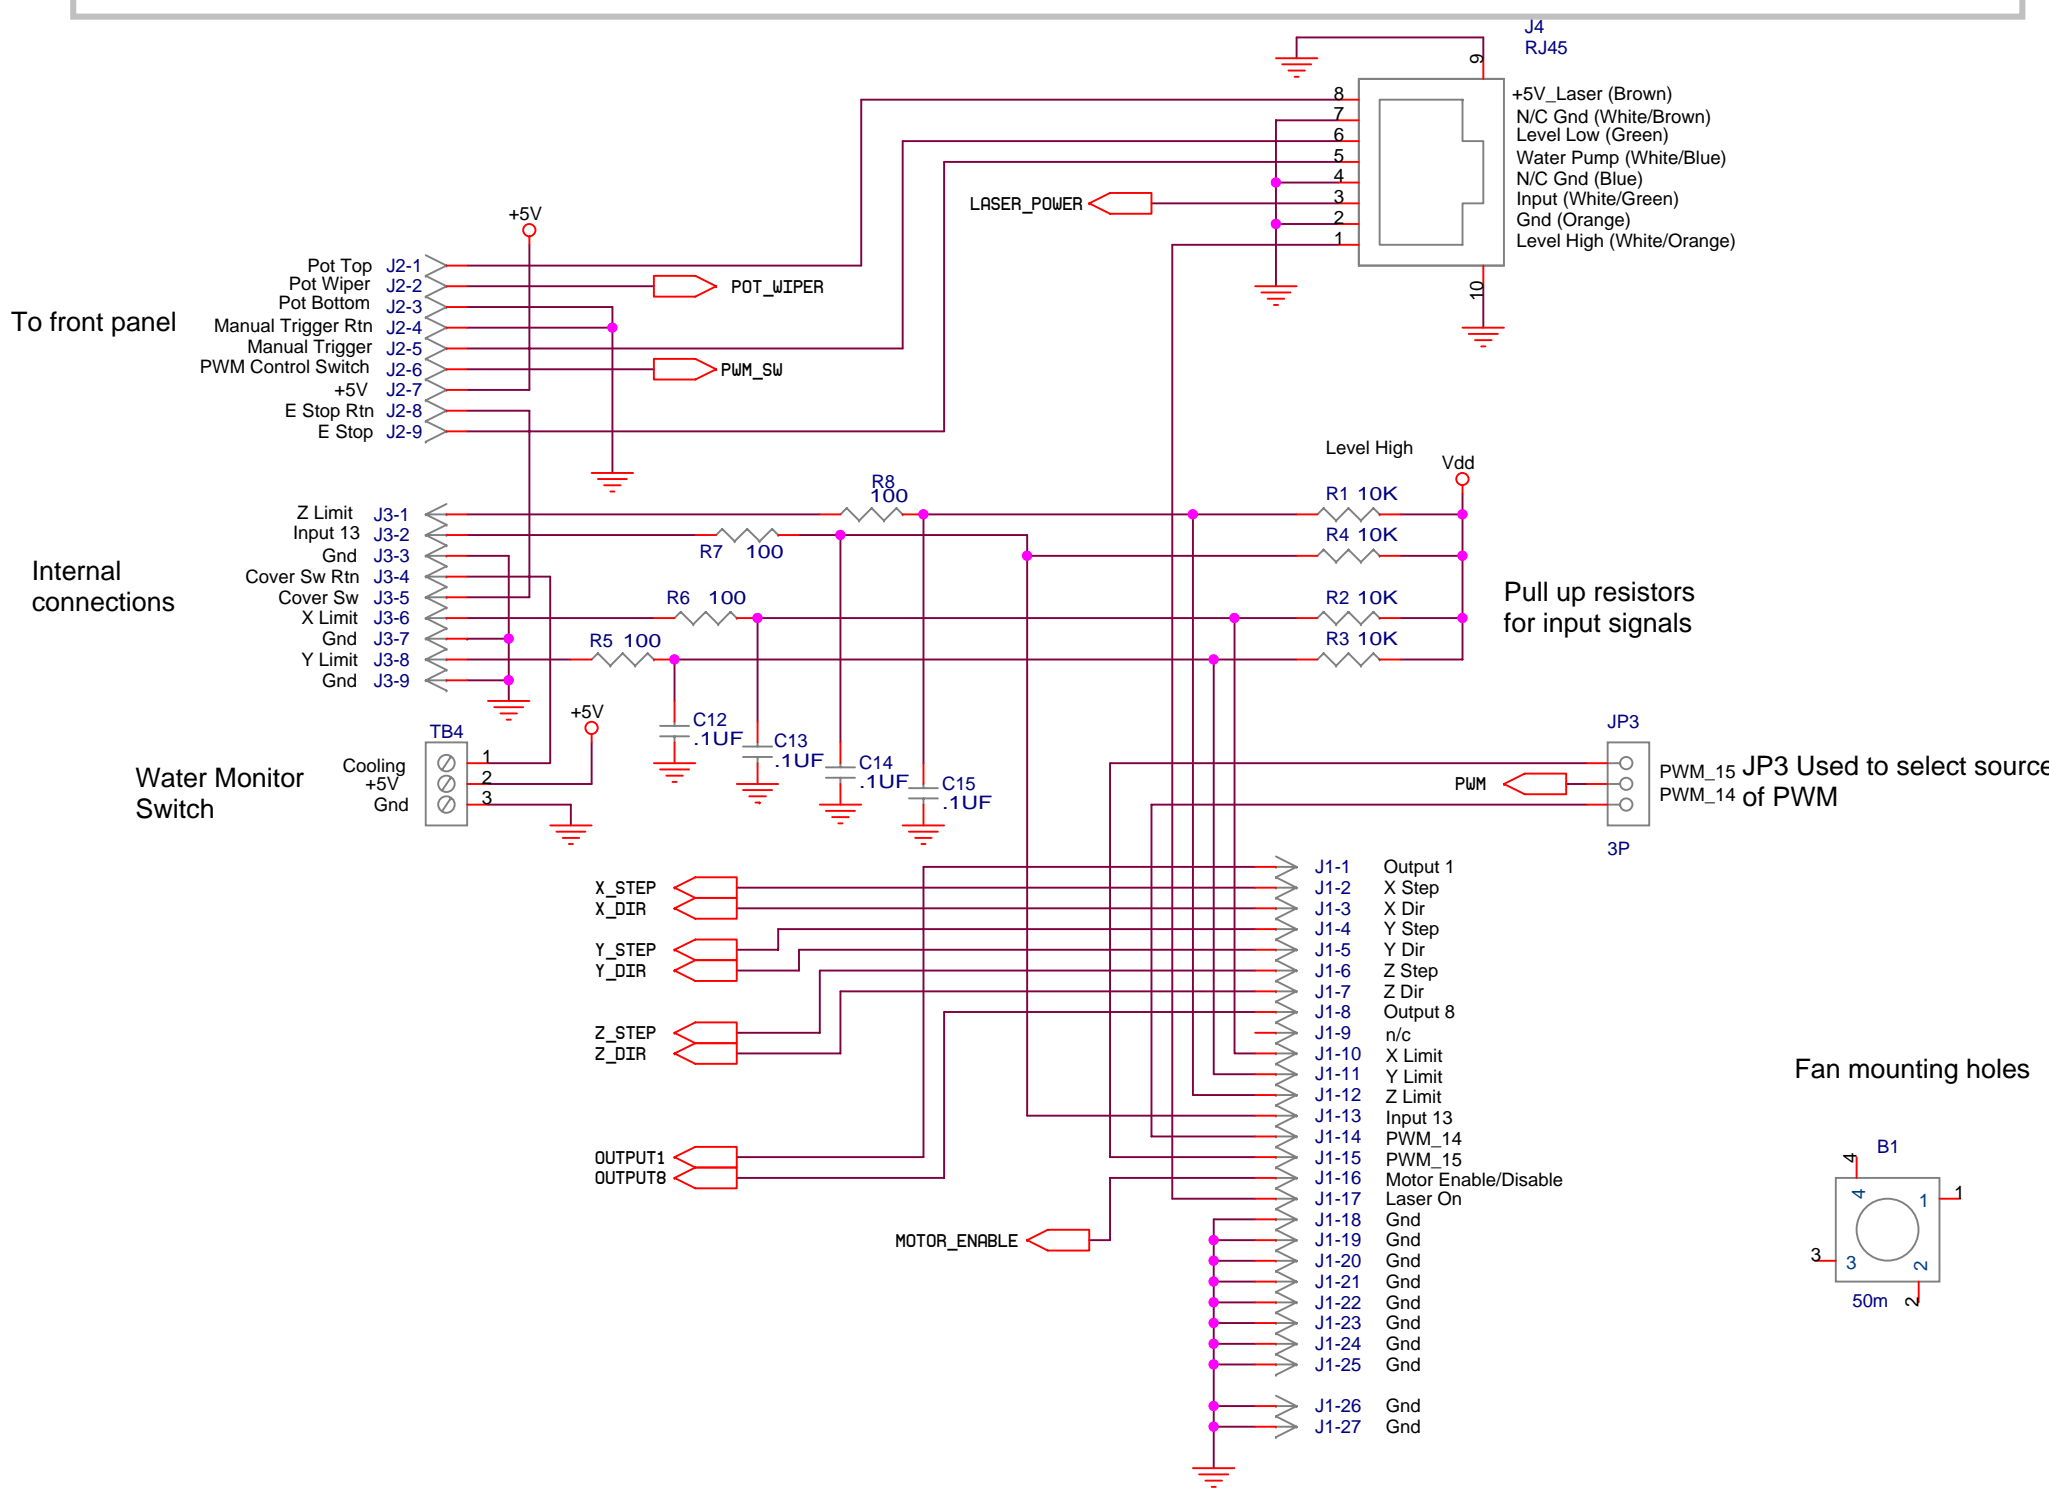 J4
RJ45
9
8 +5V_Laser (Brown)
7 N/C Gnd (White/Brown)
6 Level Low (Green)
5 Water Pump (White/Blue)
4 N/C Gnd (Blue)
LASER_POWER 3 Input (White/Green)
2 Gnd (Orange)
1 Level High (White/Orange)
10
+5V
To front panel
Pot Top J2-1
Pot Wiper J2-2 POT_WIPER
Pot Bottom J2-3
Manual Trigger Rtn J2-4
Manual Trigger J2-5
PWM Control Switch J2-6 PWM_SW
+5V J2-7
E Stop Rtn J2-8
E Stop J2-9
Level High
Vdd
Internal
connections
Z Limit J3-1
Input 13 J3-2
Gnd J3-3
Cover Sw Rtn J3-4
Cover Sw J3-5
X Limit J3-6
Gnd J3-7
Y Limit J3-8
Gnd J3-9
R8
100
R7 100
R6 100
R5 100
R1 10K
R4 10K
R2 10K
R3 10K
Pull up resistors
for input signals
Water Monitor
Switch
TB4
+5V
Cooling 1
+5V 2
Gnd 3
C12
.1UF
C13
.1UF
C14
.1UF
C15
.1UF
JP3
PWM
PWM_15
PWM_14
JP3 Used to select source
of PWM
3P
X_STEP
X_DIR
Y_STEP
Y_DIR
Z_STEP
Z_DIR
OUTPUT1
OUTPUT8
MOTOR_ENABLE
J1-1 Output 1
J1-2 X Step
J1-3 X Dir
J1-4 Y Step
J1-5 Y Dir
J1-6 Z Step
J1-7 Z Dir
J1-8 Output 8
J1-9 n/c
J1-10 X Limit
J1-11 Y Limit
J1-12 Z Limit
J1-13 Input 13
J1-14 PWM_14
J1-15 PWM_15
J1-16 Motor Enable/Disable
J1-17 Laser On
J1-18 Gnd
J1-19 Gnd
J1-20 Gnd
J1-21 Gnd
J1-22 Gnd
J1-23 Gnd
J1-24 Gnd
J1-25 Gnd
J1-26 Gnd
J1-27 Gnd
Fan mounting holes
B1
4
4 1 1
3 3 2
50m 2